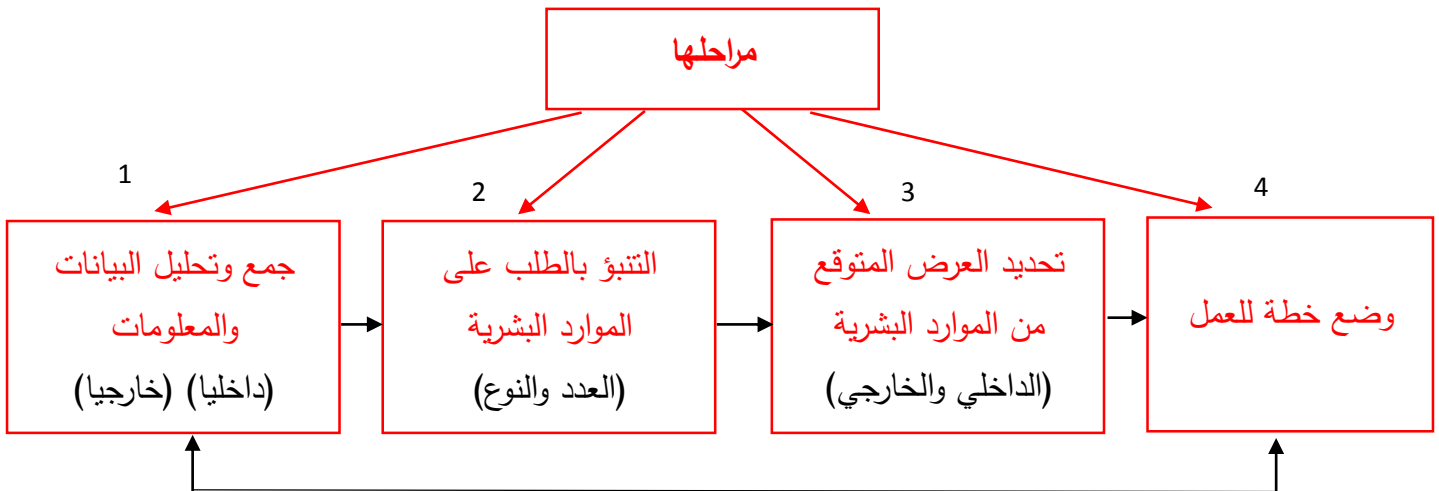 مراحلها
1
جمع وتحليل البيانات
والمعلومات
(داخليا) (خارجيا)
2
التنبؤ بالطلب على
الموارد البشرية
(العدد والنوع)
3
تحديد العرض المتوقع
من الموارد البشرية
(الداخلي والخارجي)
4
وضع خطة للعمل